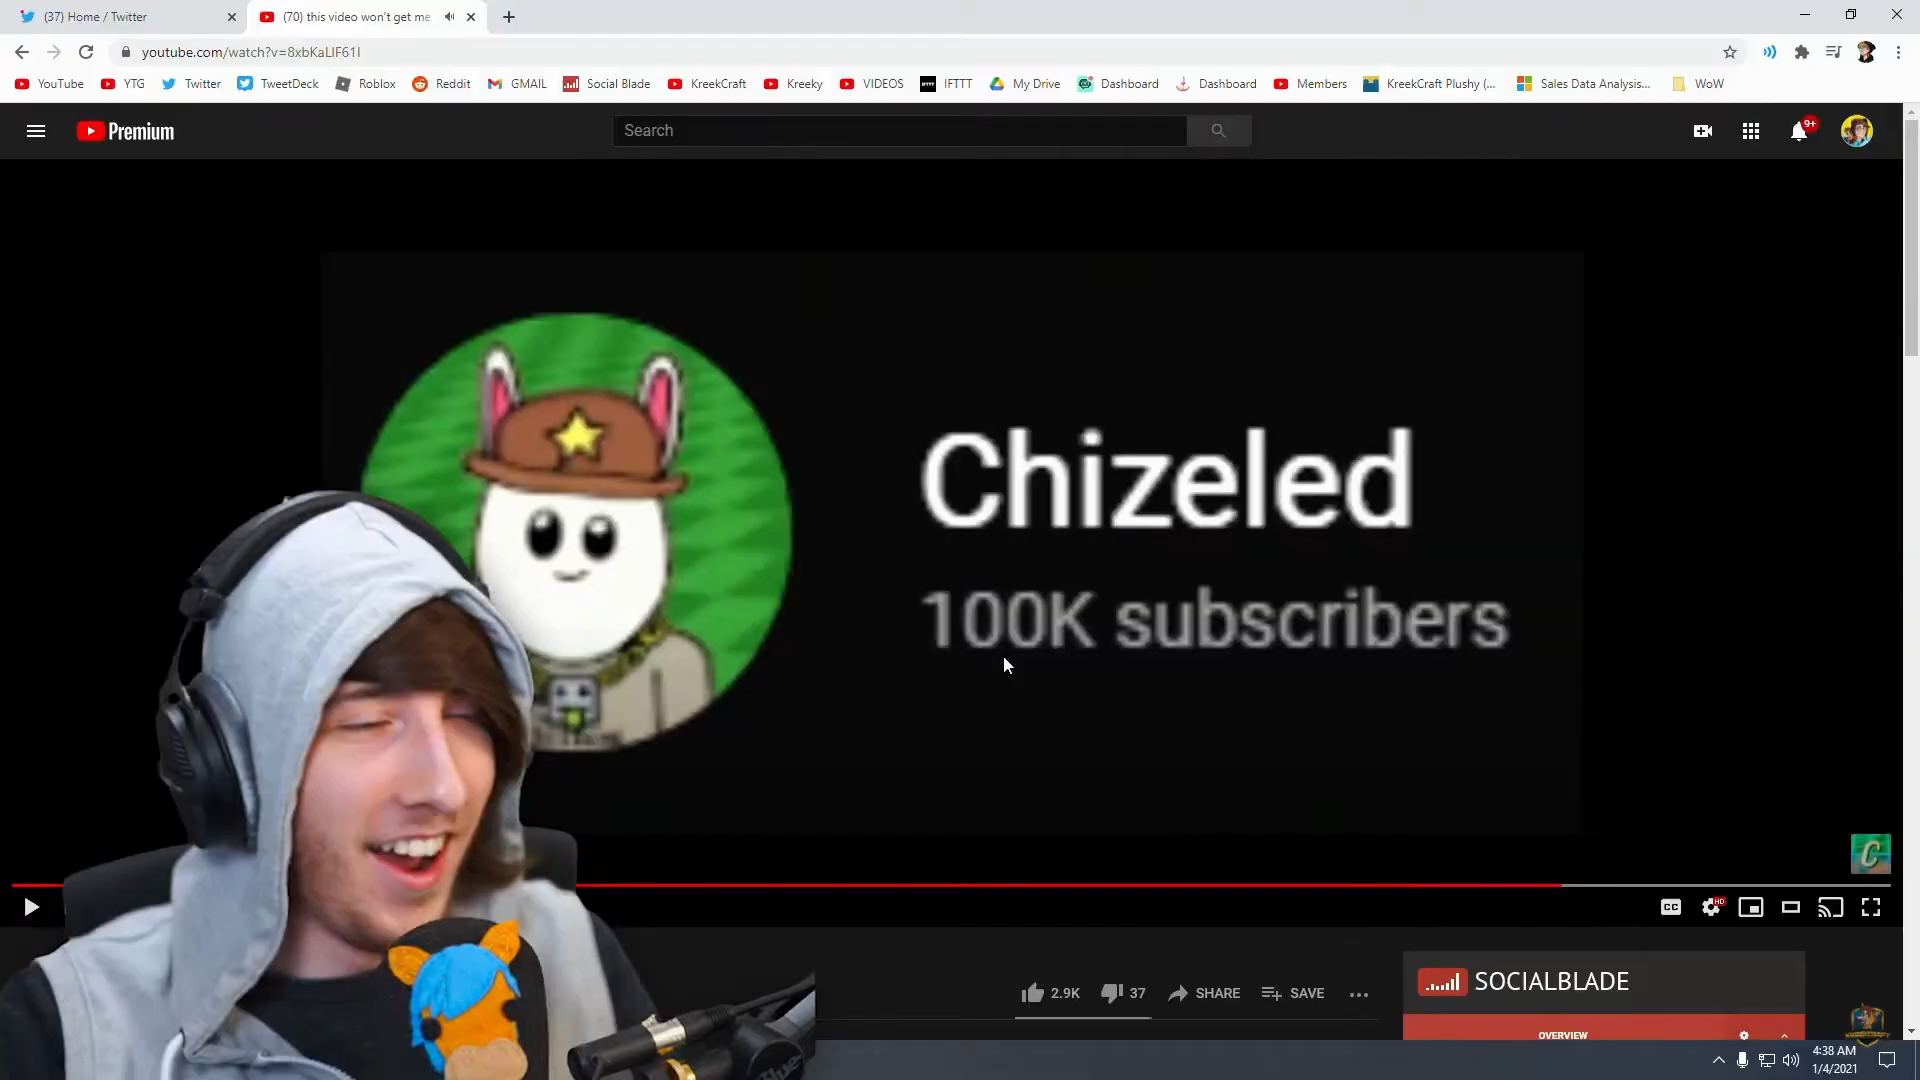 (37) Home / Twitter
(70) this video won't get me
youtube.com/watch?v=8xbKaLIF61I
YouTube
YTG
Twitter
TweetDeck
Roblox
Reddit
GMAIL
Social Blade
KreekCraft
Kreeky
VIDEOS
IFTTT
My Drive
Dashboard
Dashboard
Members
KreekCraft Plushy (...
Sales Data Analysis...
WoW
Premium
Search
9+
Chizeled
100K subscribers
C
CC
HD
2.9K
37
SHARE
SAVE
SOCIALBLADE
OVERVIEW
4:38 AM
1/4/2021